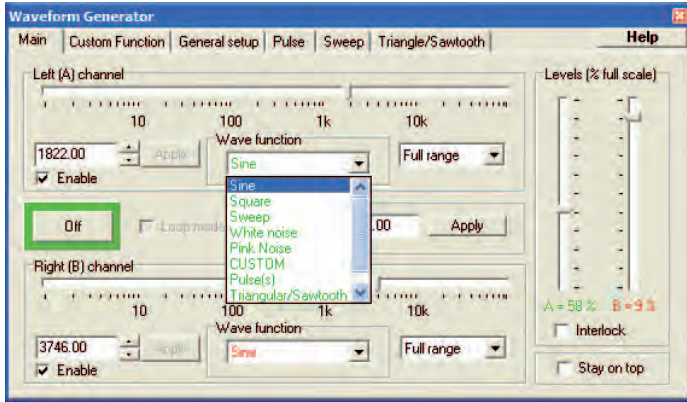 Waveform Generator
Main Custom Function General setup Pulse Sweep Triangle/Sawtooth Help
Left (A) channel
10 100 1k 10k
1822.00 Apply
Wave function
Sine
Full range
Enable
Sine
Square
Sweep
White noise
Pink Noise
CUSTOM
Pulse(s)
Triangular/Sawtooth
Off Loop mode .00 Apply
Right (B) channel
10 100 1k 10k
3746.00 Apply
Wave function
Sine
Full range
Enable
Levels (% full scale)
A = 58 %
Interlock
Stay on top